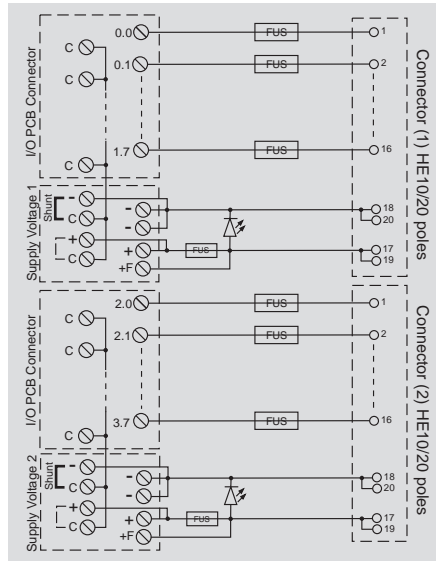 0.0 FUS 1
C
C 0.1 FUS 2
I/O PCB Connector
Connector (1) HE10/20 poles
C 1.7 FUS 16
Supply Voltage 1
Shunt
-
C - 18
- 20
+ + FUS 17
C +F 19
2.0 FUS 1
C
2.1 FUS 2
C
I/O PCB Connector
Connector (2) HE10/20 poles
C 3.7 FUS 16
Supply Voltage 2
Shunt
-
- 18
C - 20
+ + FUS 17
C +F 19